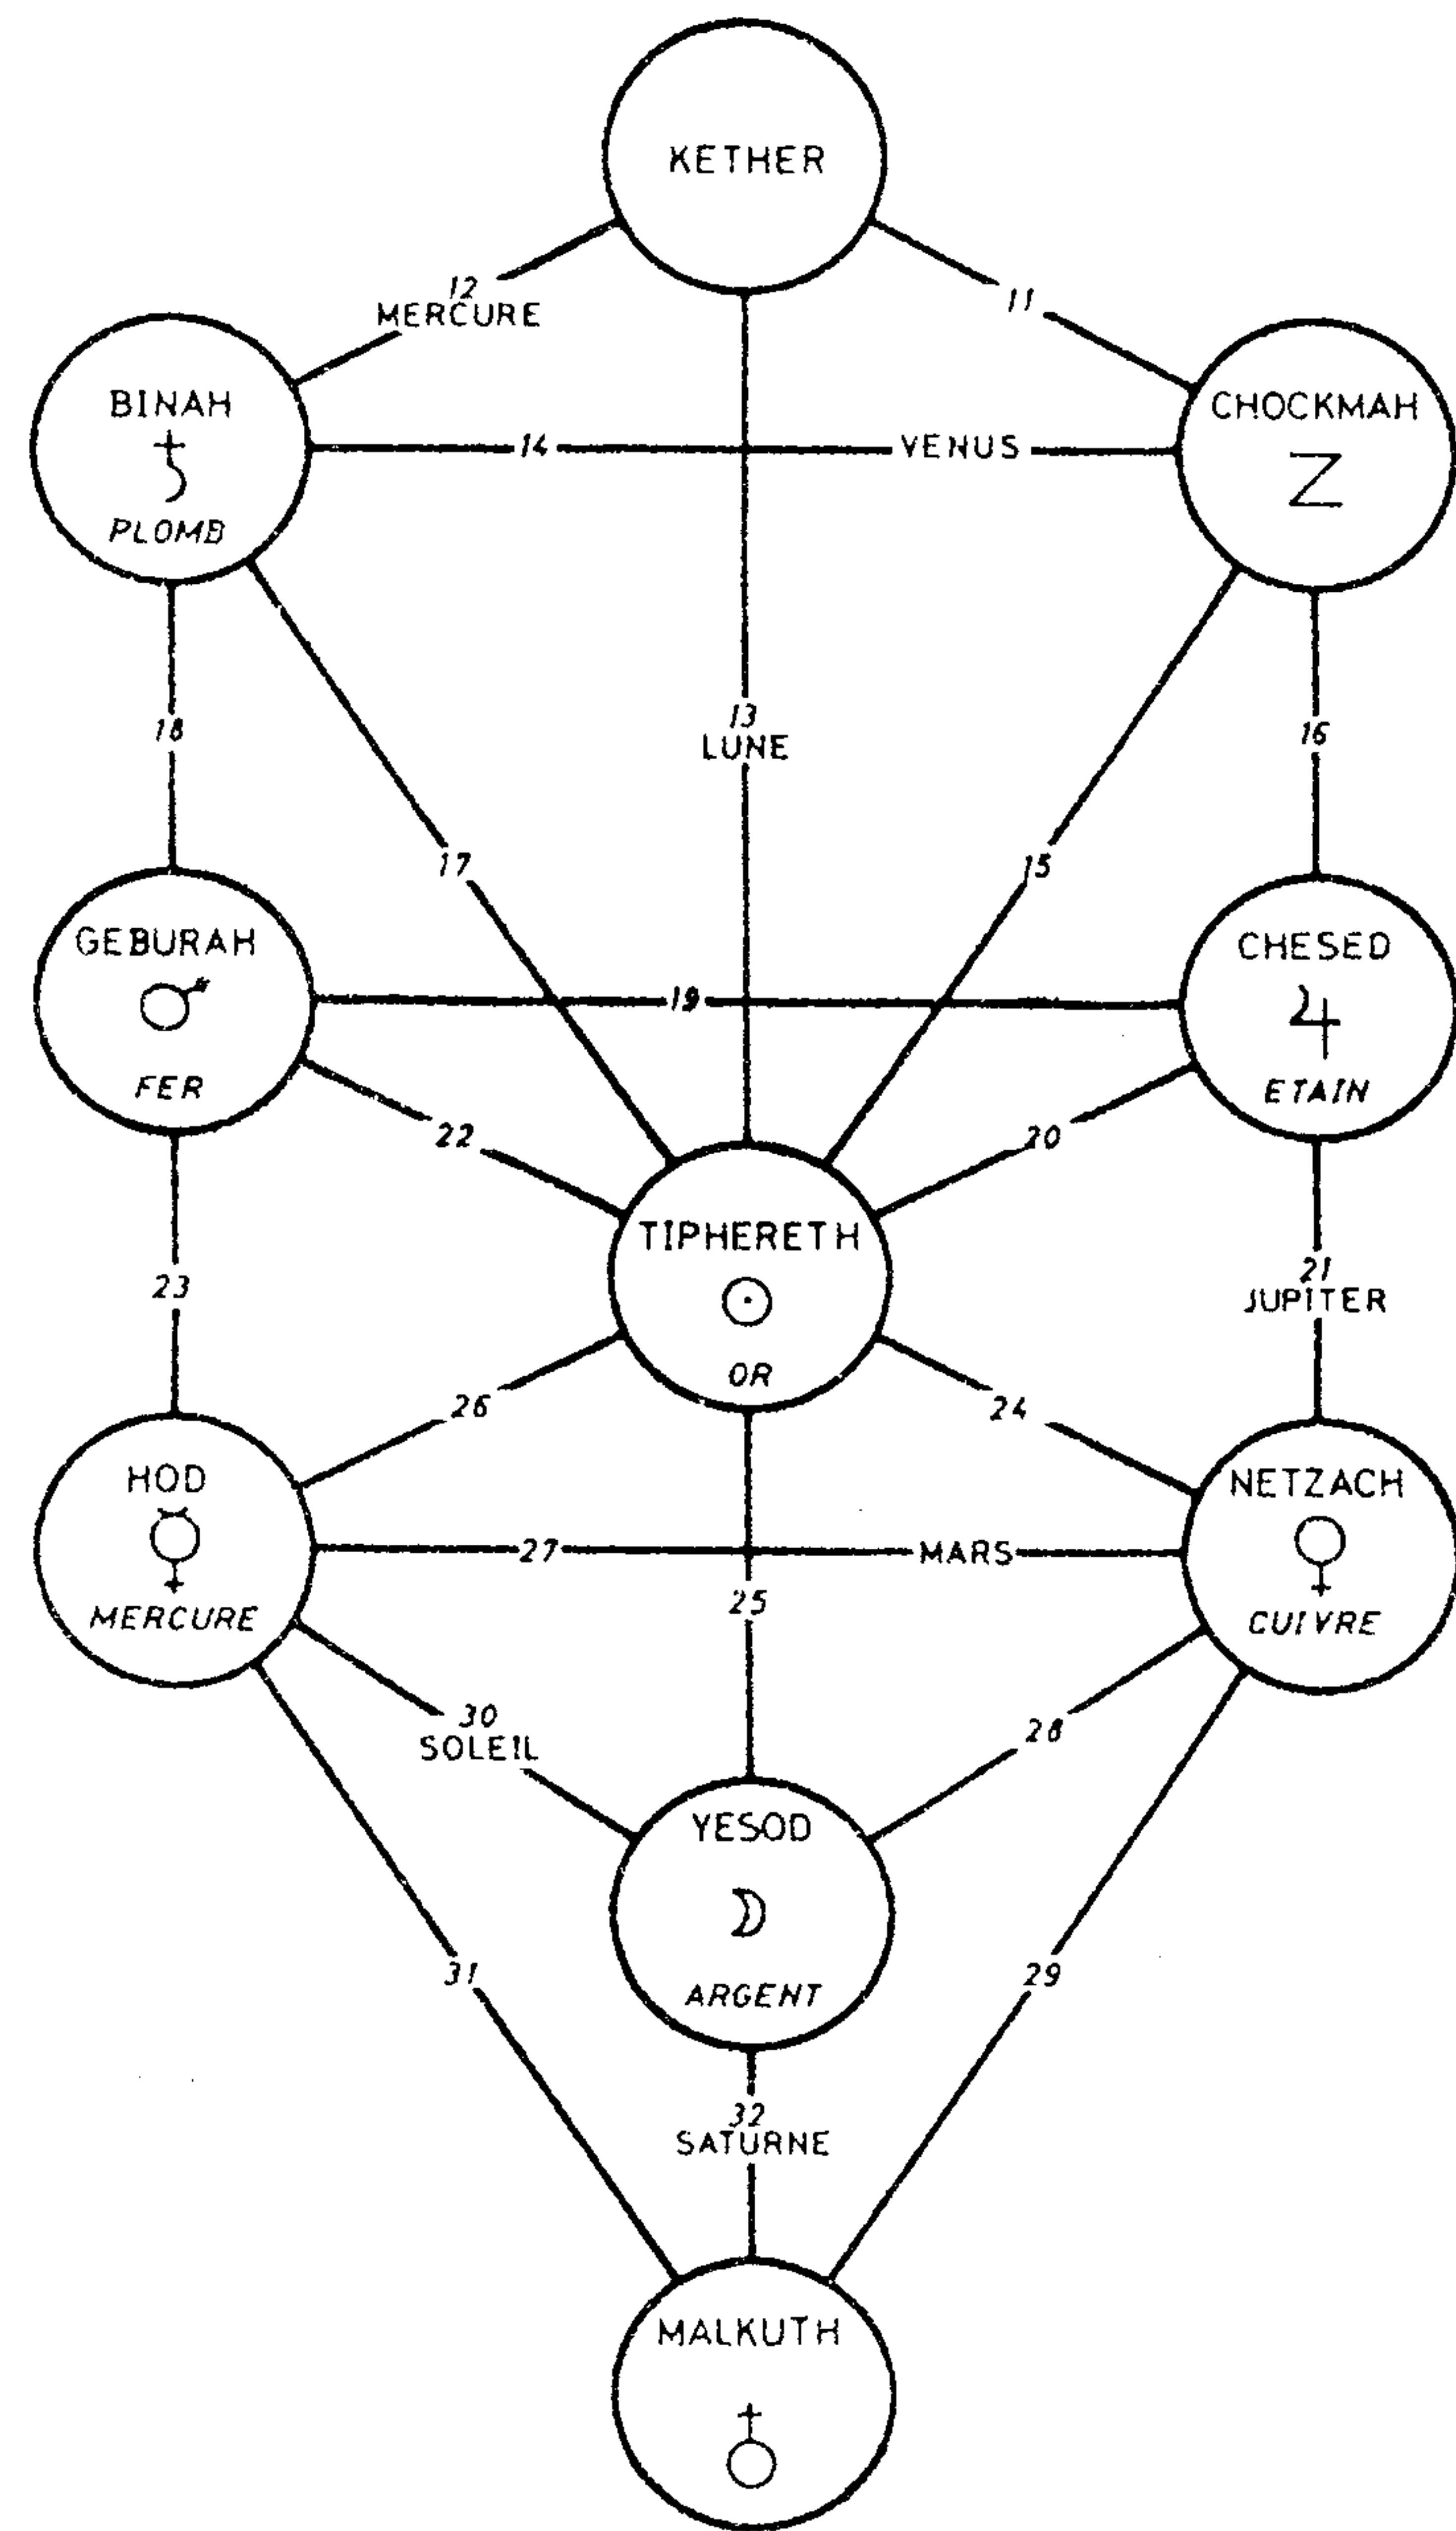 KETHER
12
MERCURE
11
BINAH
PLOMB
14
VENUS
CHOCKMAH
13
LUNE
18
16
17
15
GEBURAH
FER
19
CHESED
ETAIN
22
20
TIPHERETH
OR
23
21
JUPITER
26
24
HOD
MERCURE
27
MARS
NETZACH
CUIVRE
25
30
SOLEIL
28
YESOD
ARGENT
31
29
32
SATURNE
MALKUTH